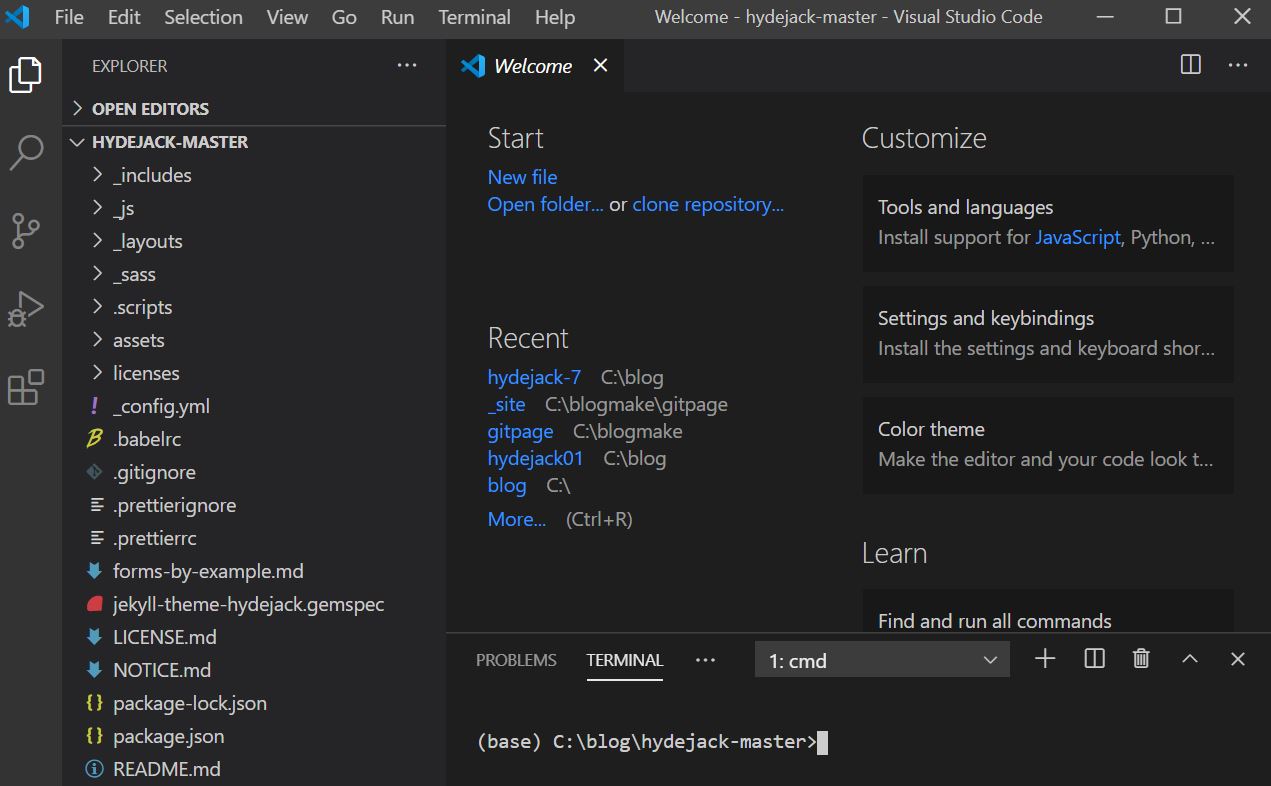 File Edit Selection View Go Run Terminal Help Welcome - hydejack-master - Visual Studio Code
EXPLORER
OPEN EDITORS
HYDEJACK-MASTER
_includes
_js
_layouts
_sass
.scripts
assets
licenses
_config.yml
.babelrc
.gitignore
.prettierignore
.prettierrc
forms-by-example.md
jekyll-theme-hydejack.gemspec
LICENSE.md
NOTICE.md
package-lock.json
package.json
README.md
Welcome
Start
New file
Open folder... or clone repository...
Recent
hydejack-7 C:\blog
_site C:\blogmake\gitpage
gitpage C:\blogmake
hydejack01 C:\blog
blog C:\
More... (Ctrl+R)
Customize
Tools and languages
Install support for JavaScript, Python, ...
Settings and keybindings
Install the settings and keyboard shor...
Color theme
Make the editor and your code look t...
Learn
Find and run all commands
PROBLEMS TERMINAL ... 1: cmd
(base) C:\blog\hydejack-master>